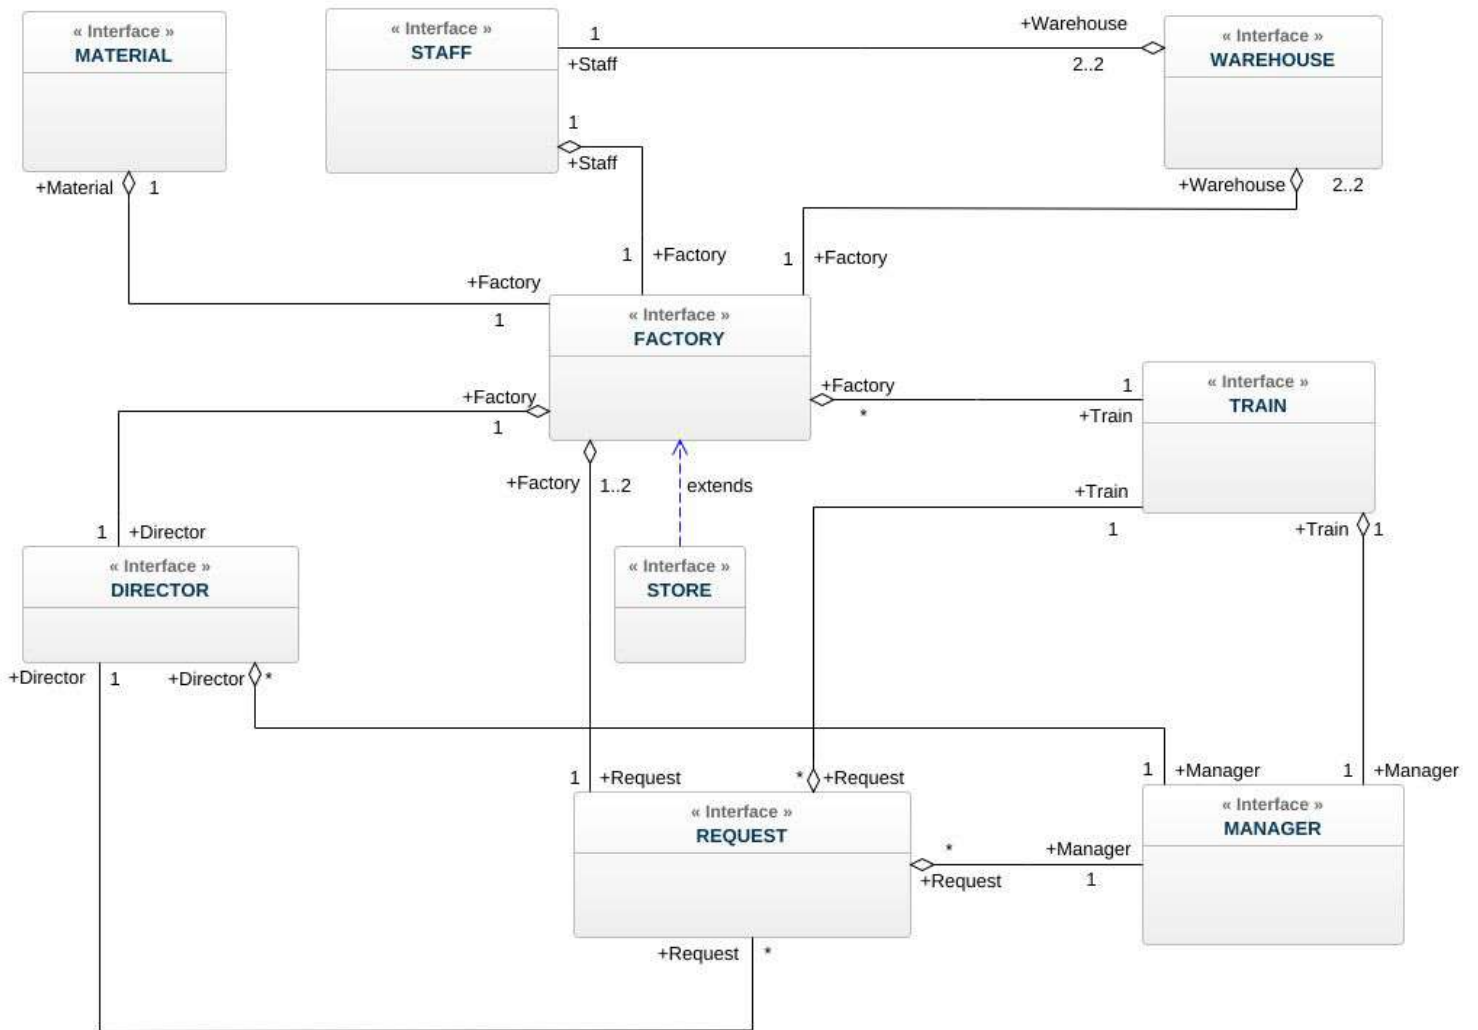 « Interface »
MATERIAL
« Interface »
STAFF
« Interface »
WAREHOUSE
1
+Staff
+Warehouse
2..2
1
+Staff
+Material
1
+Warehouse
2..2
1
+Factory
1
+Factory
+Factory
1
« Interface »
FACTORY
+Factory
1
+Factory
*
1
+Train
« Interface »
TRAIN
+Factory
1..2
extends
+Train
1
+Train
1
1
+Director
« Interface »
DIRECTOR
« Interface »
STORE
+Director
1
+Director
*
1
+Request
*
+Request
1
+Manager
1
+Manager
« Interface »
REQUEST
« Interface »
MANAGER
*
+Request
+Manager
1
+Request
*